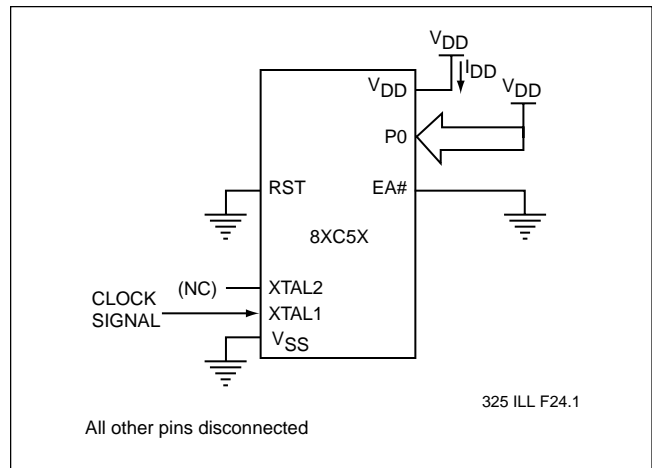 VDD
IDD
VDD
VDD
P0
RST
EA#
8XC5X
(NC)
XTAL2
CLOCK
SIGNAL
XTAL1
VSS
325 ILL F24.1
All other pins disconnected